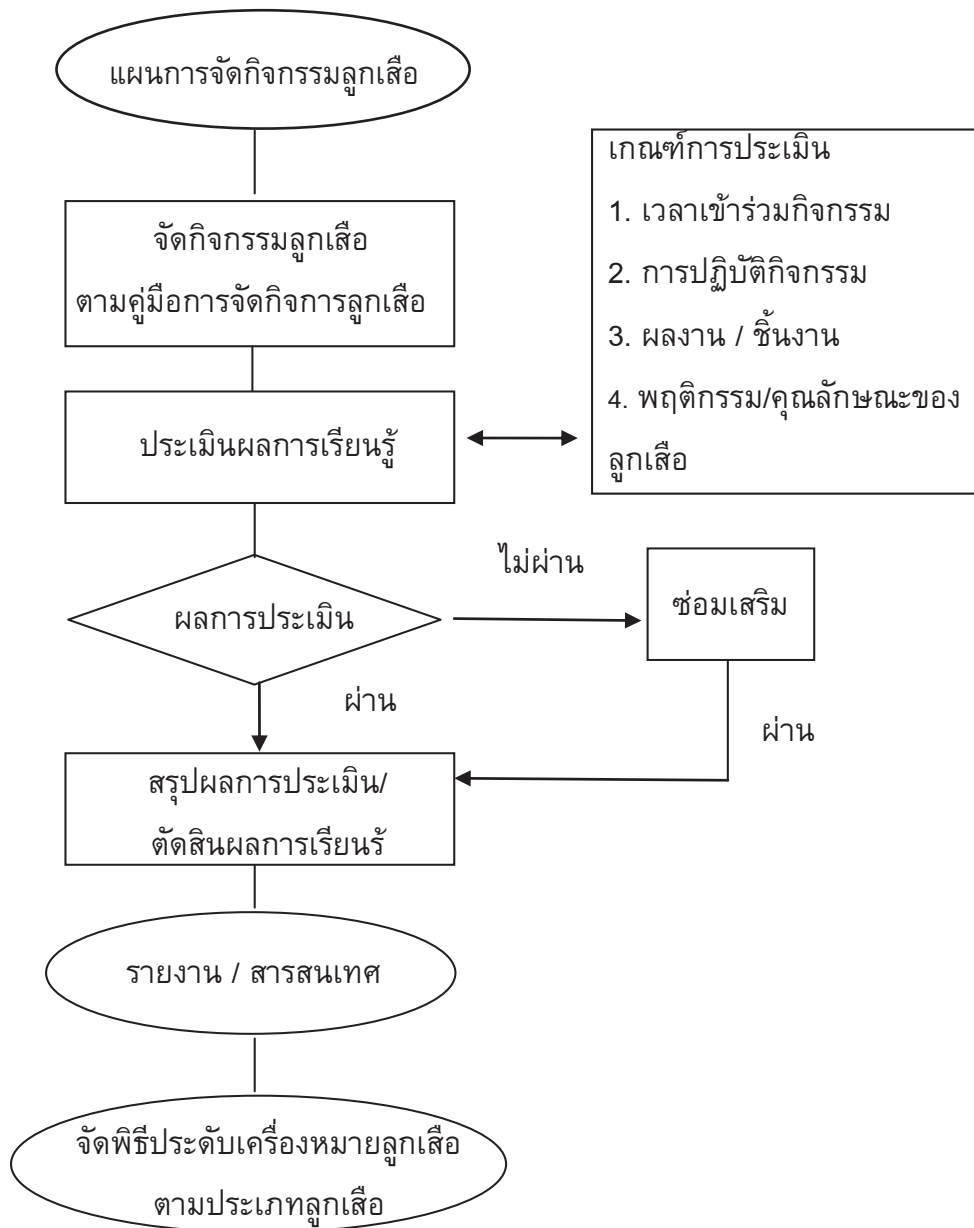 แผนการจัดกิจกรรมลูกเสือ
จัดกิจกรรมลูกเสือ
ตามคู่มือการจัดกิจการลูกเสือ
เกณฑ์การประเมิน
1. เวลาเข้าร่วมกิจกรรม
2. การปฏิบัติกิจกรรม
3. ผลงาน / ชิ้นงาน
4. พฤติกรรม/คุณลักษณะของ
ลูกเสือ
ประเมินผลการเรียนรู้
ผลการประเมิน
ไม่ผ่าน
ซ่อมเสริม
ผ่าน
ผ่าน
สรุปผลการประเมิน/
ตัดสินผลการเรียนรู้
รายงาน / สารสนเทศ
จัดพิธีประดับเครื่องหมายลูกเสือ
ตามประเภทลูกเสือ